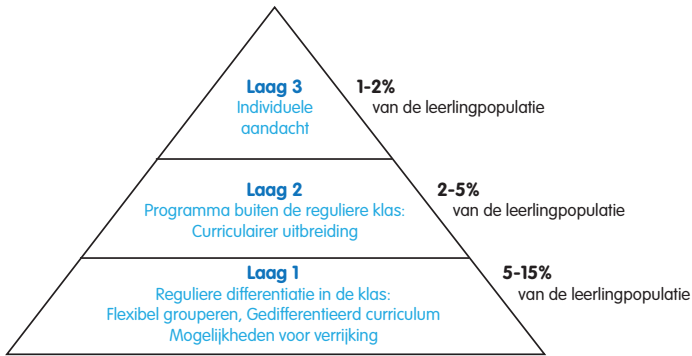 Laag 3
Individuele
aandacht
1-2%
van de leerlingpopulatie
Laag 2
Programma buiten de reguliere klas:
Curriculairer uitbreiding
2-5%
van de leerlingpopulatie
Laag 1
Reguliere differentiatie in de klas:
Flexibel grouperen, Gedifferentieerd curriculum
Mogelijkheden voor verrijking
5-15%
van de leerlingpopulatie